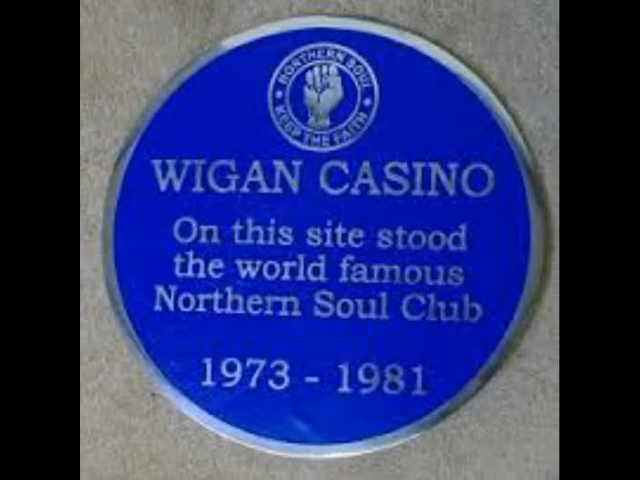 NORTHERN SOUL
KEEP THE FAITH
WIGAN CASINO
On this site stood
the world famous
Northern Soul Club
1973 - 1981